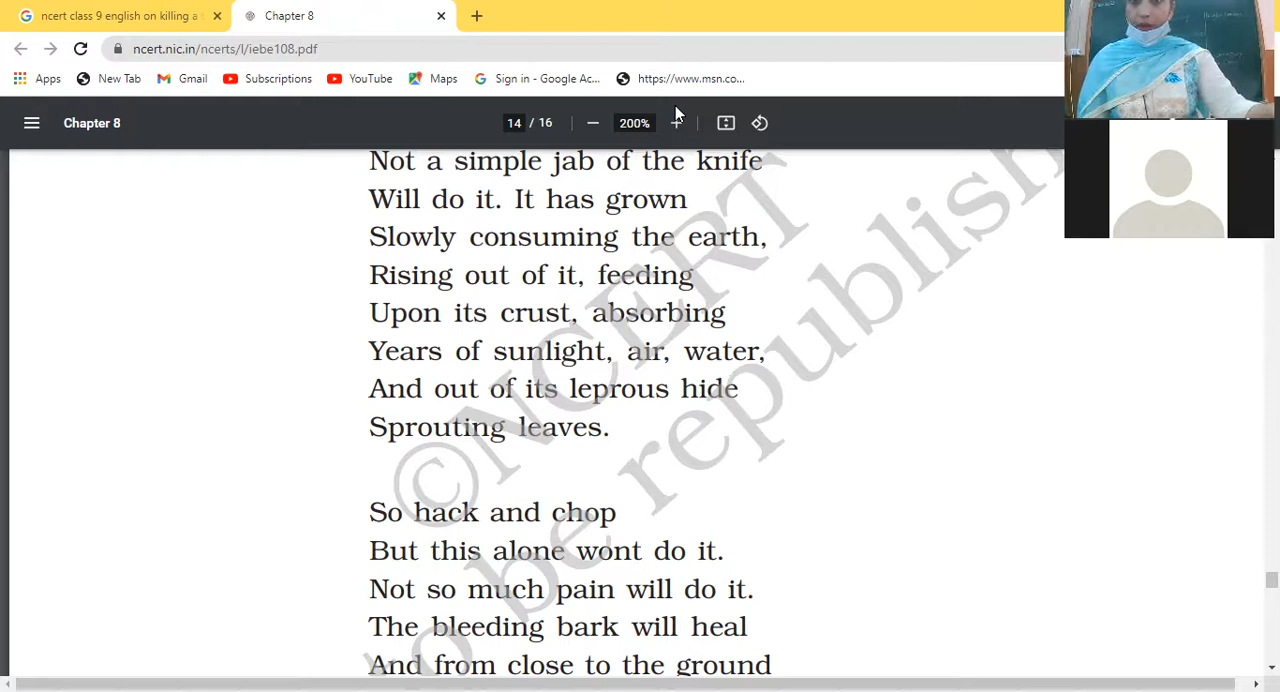 ncert class 9 english on killing a
Chapter 8
ncert.nic.in/ncerts/l/iebe108.pdf
Apps New Tab Gmail Subscriptions YouTube Maps Sign in - Google Ac... https://www.msn.co...
Chapter 8 14 / 16 200%
Not a simple jab of the knife
Will do it. It has grown
Slowly consuming the earth,
Rising out of it, feeding
Upon its crust, absorbing
Years of sunlight, air, water,
And out of its leprous hide
Sprouting leaves.
So hack and chop
But this alone wont do it.
Not so much pain will do it.
The bleeding bark will heal
And from close to the ground
©NCERT
to be republish